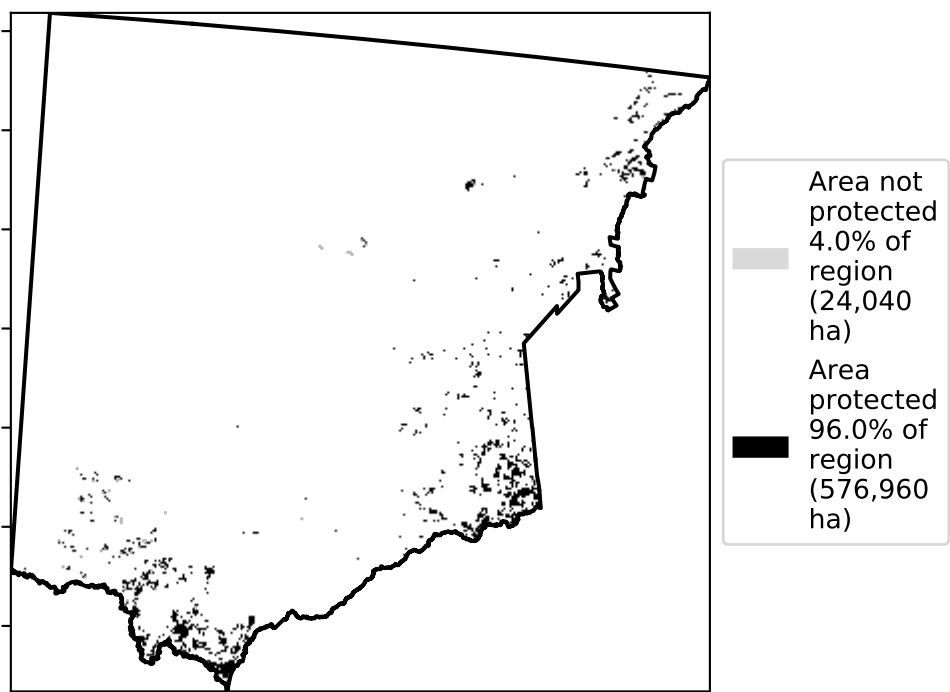 Area not
protected
4.0% of
region
(24,040
ha)
Area
protected
96.0% of
region
(576,960
ha)